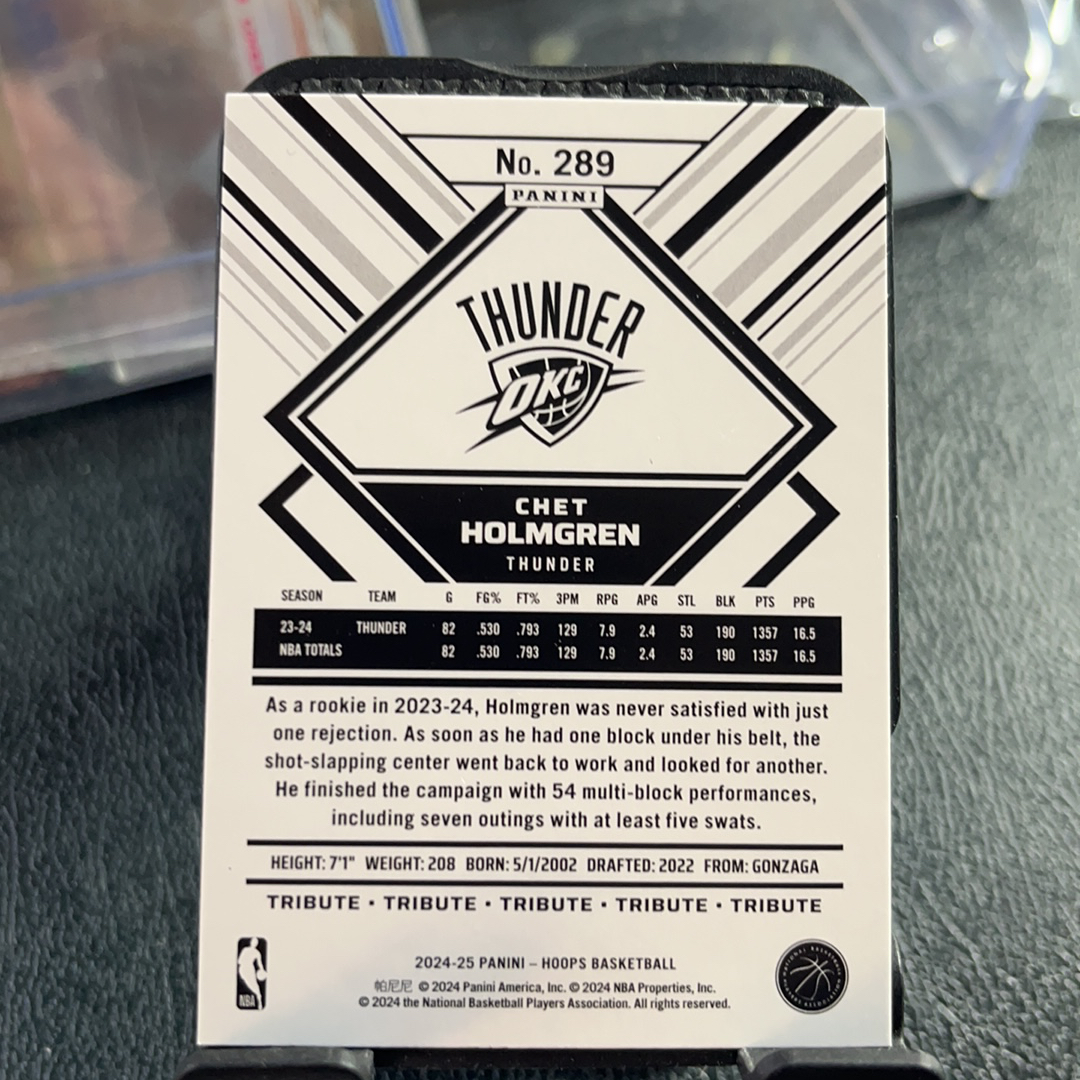 No. 289
PANINI
THUNDER
OKC
CHET
HOLMGREN
THUNDER
SEASON TEAM G FG% FT% 3PM RPG APG STL BLK PTS PPG
23-24 THUNDER 82 .530 .793 129 7.9 2.4 53 190 1357 16.5
NBA TOTALS 82 .530 .793 129 7.9 2.4 53 190 1357 16.5
As a rookie in 2023-24, Holmgren was never satisfied with just
one rejection. As soon as he had one block under his belt, the
shot-slapping center went back to work and looked for another.
He finished the campaign with 54 multi-block performances,
including seven outings with at least five swats.
HEIGHT: 7'1" WEIGHT: 208 BORN: 5/1/2002 DRAFTED: 2022 FROM: GONZAGA
TRIBUTE • TRIBUTE • TRIBUTE • TRIBUTE • TRIBUTE
2024-25 PANINI – HOOPS BASKETBALL
帕尼尼 © 2024 Panini America, Inc. © 2024 NBA Properties, Inc.
© 2024 the National Basketball Players Association. All rights reserved.
NBA
NATIONAL BASKETBALL PLAYERS ASSOCIATION